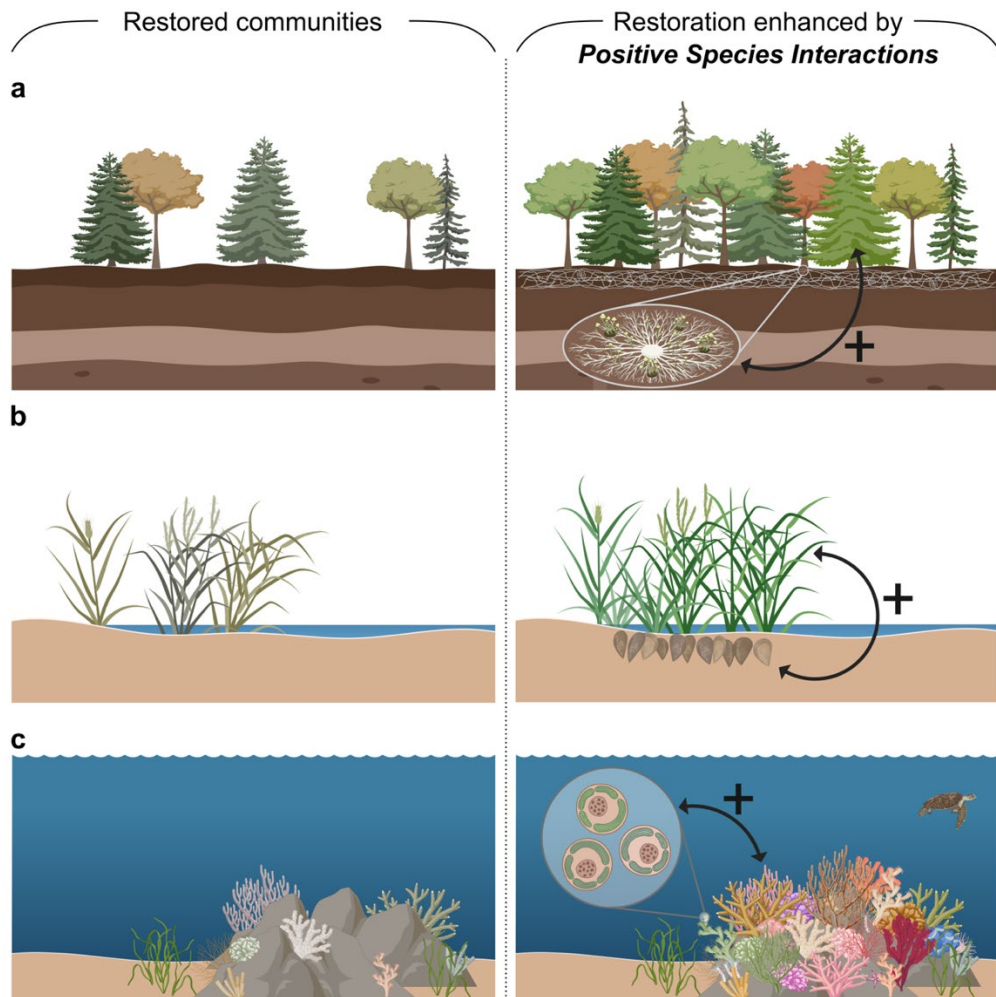 Restored communities
Restoration enhanced by
Positive Species Interactions
a
+
b
+
c
+